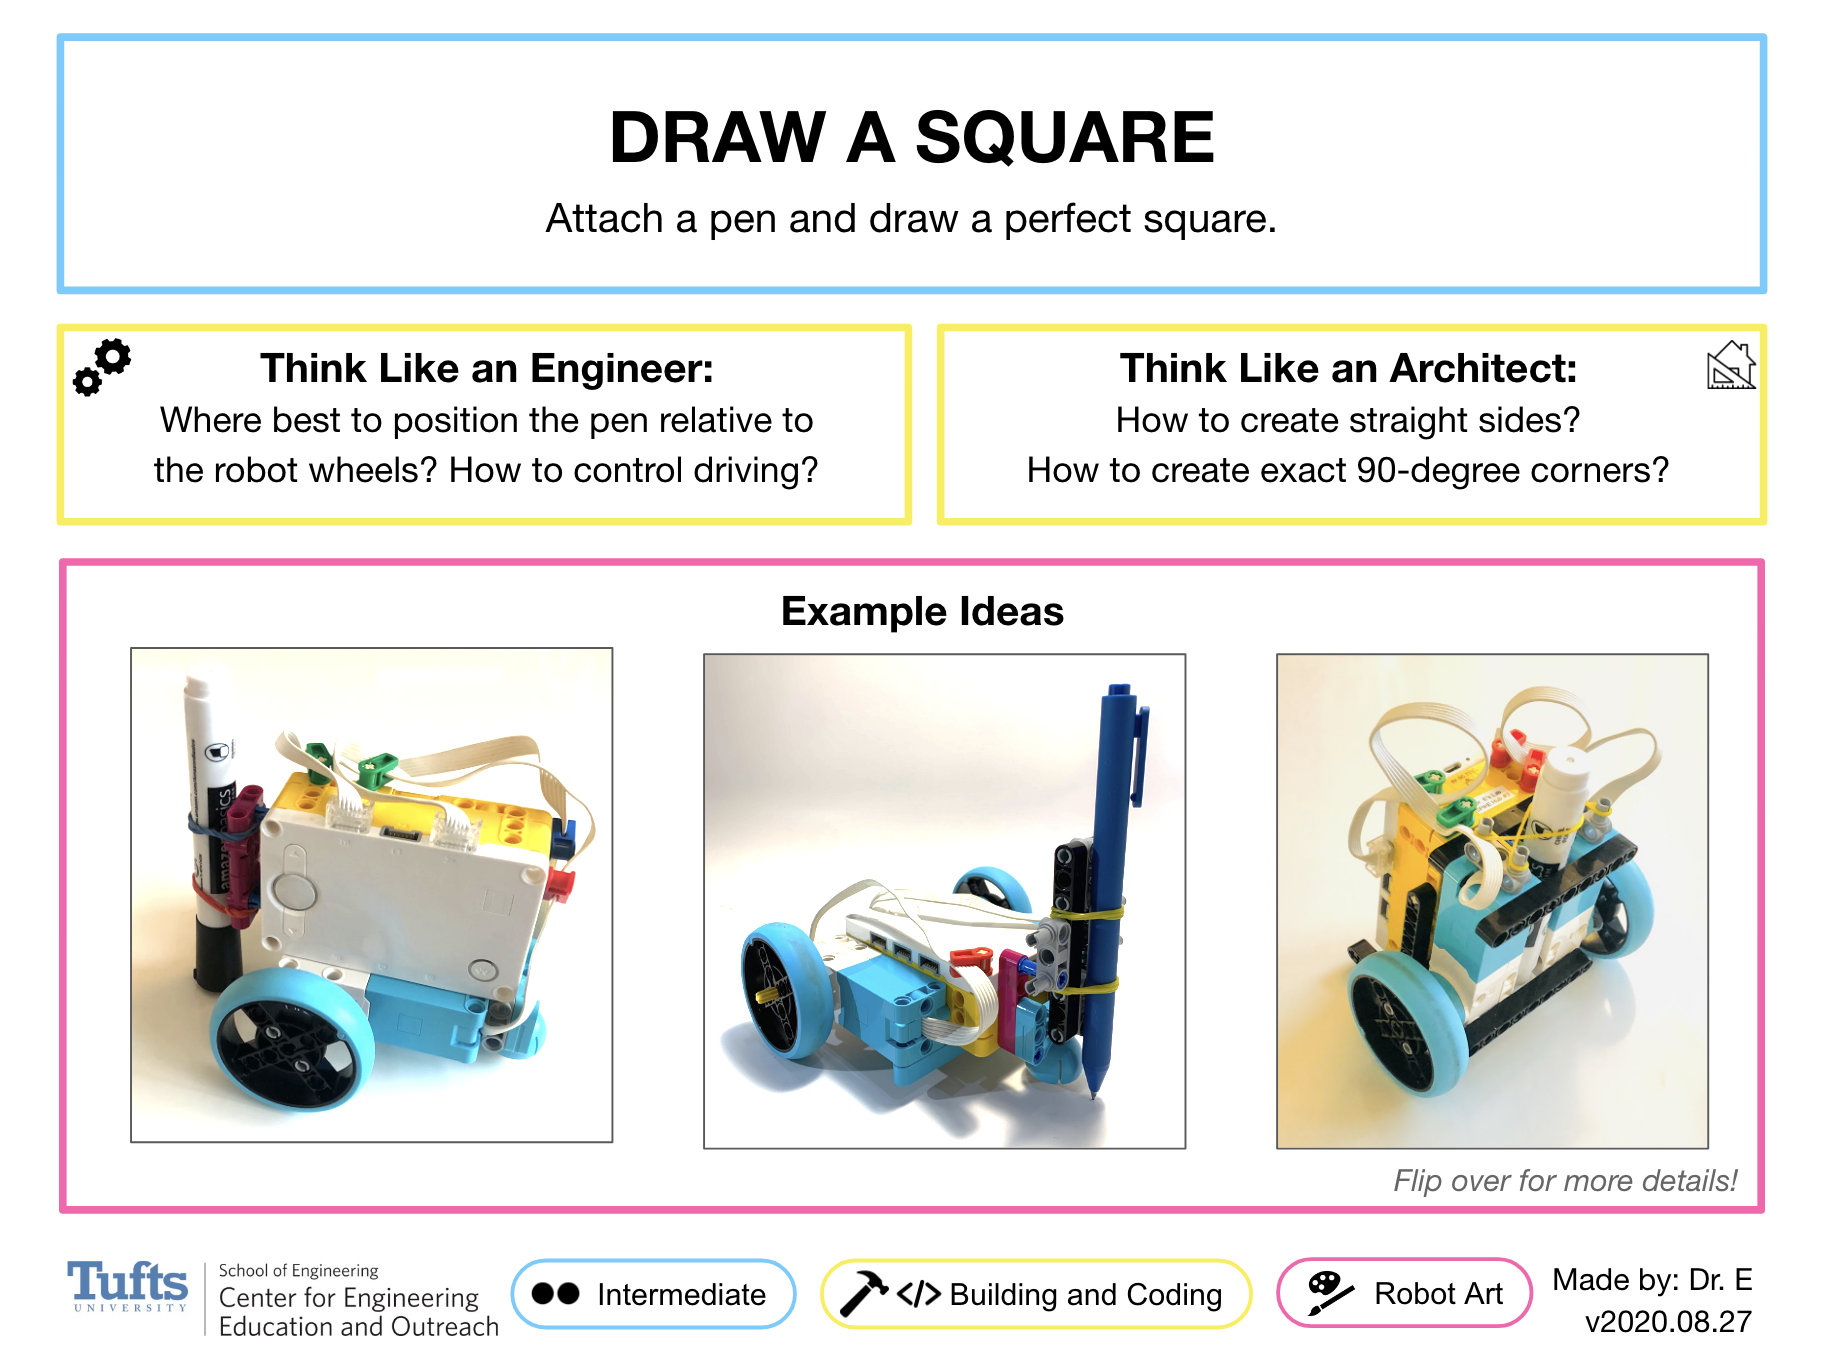 DRAW A SQUARE
Attach a pen and draw a perfect square.
Think Like an Engineer:
Where best to position the pen relative to
the robot wheels? How to control driving?
Think Like an Architect:
How to create straight sides?
How to create exact 90-degree corners?
Example Ideas
amazonbasics
Flip over for more details!
Tufts
UNIVERSITY
School of Engineering
Center for Engineering
Education and Outreach
Intermediate
</> Building and Coding
Robot Art
Made by: Dr. E
v2020.08.27